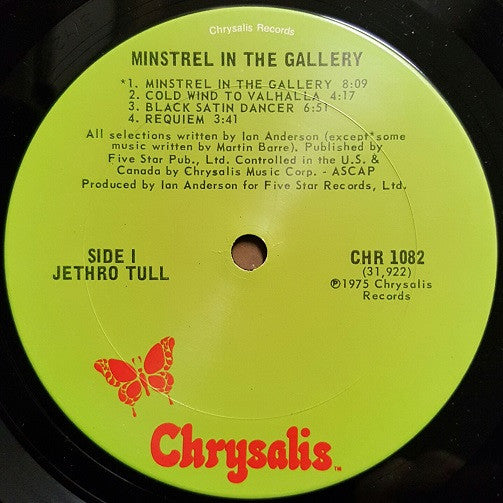 Chrysalis Records
MINSTREL IN THE GALLERY
*1. MINSTREL IN THE GALLERY 8:09
2. COLD WIND TO VALHALLA 4:17
3. BLACK SATIN DANCER 6:51
4. REQUIEM 3:41
All selections written by Ian Anderson (except*some
music written by Martin Barre). Published by
Five Star Pub., Ltd. Controlled in the U.S. &
Canada by Chrysalis Music Corp. - ASCAP
Produced by Ian Anderson for Five Star Records, Ltd.
SIDE I
JETHRO TULL
CHR 1082
(31,922)
℗1975 Chrysalis
Records
Chrysalis™